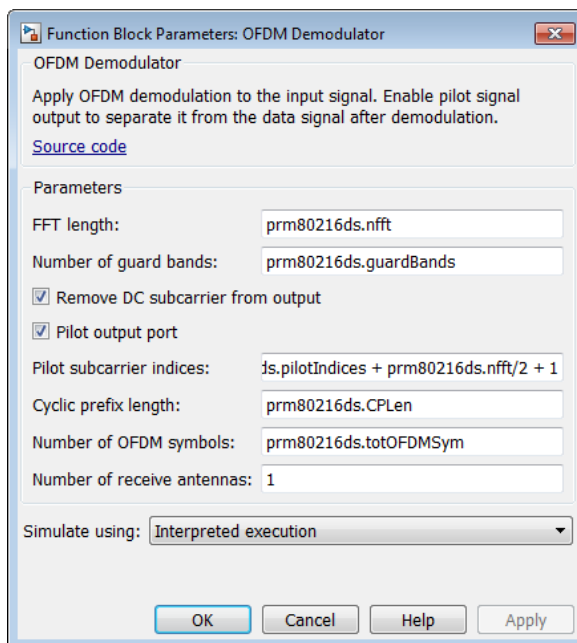 Function Block Parameters: OFDM Demodulator
OFDM Demodulator
Apply OFDM demodulation to the input signal. Enable pilot signal
output to separate it from the data signal after demodulation.
Source code
Parameters
FFT length: prm80216ds.nfft
Number of guard bands: prm80216ds.guardBands
Remove DC subcarrier from output
Pilot output port
Pilot subcarrier indices: ds.pilotIndices + prm80216ds.nfft/2 + 1
Cyclic prefix length: prm80216ds.CPLen
Number of OFDM symbols: prm80216ds.totOFDMSym
Number of receive antennas: 1
Simulate using: Interpreted execution
OK Cancel Help Apply